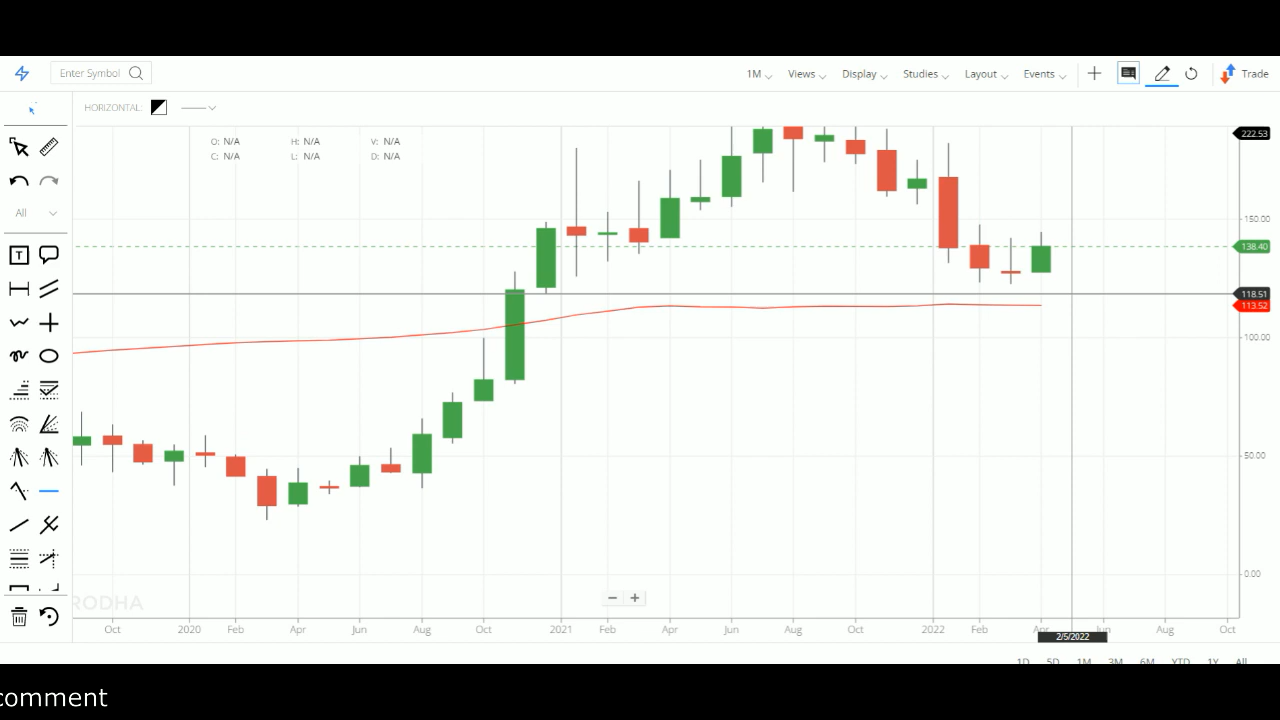 Enter Symbol 1M Views Display Studies Layout Events Trade
HORIZONTAL:
O: N/A H: N/A V: N/A
C: N/A L: N/A D: N/A
All
T
222.53
150.00
138.40
118.51
113.52
100.00
50.00
0.00
RODHA
Oct 2020 Feb Apr Jun Aug Oct 2021 Feb Apr Jun Aug Oct 2022 Feb Apr Jun Aug Oct
2/5/2022
1D 5D 1M 3M 6M YTD 1Y All
comment